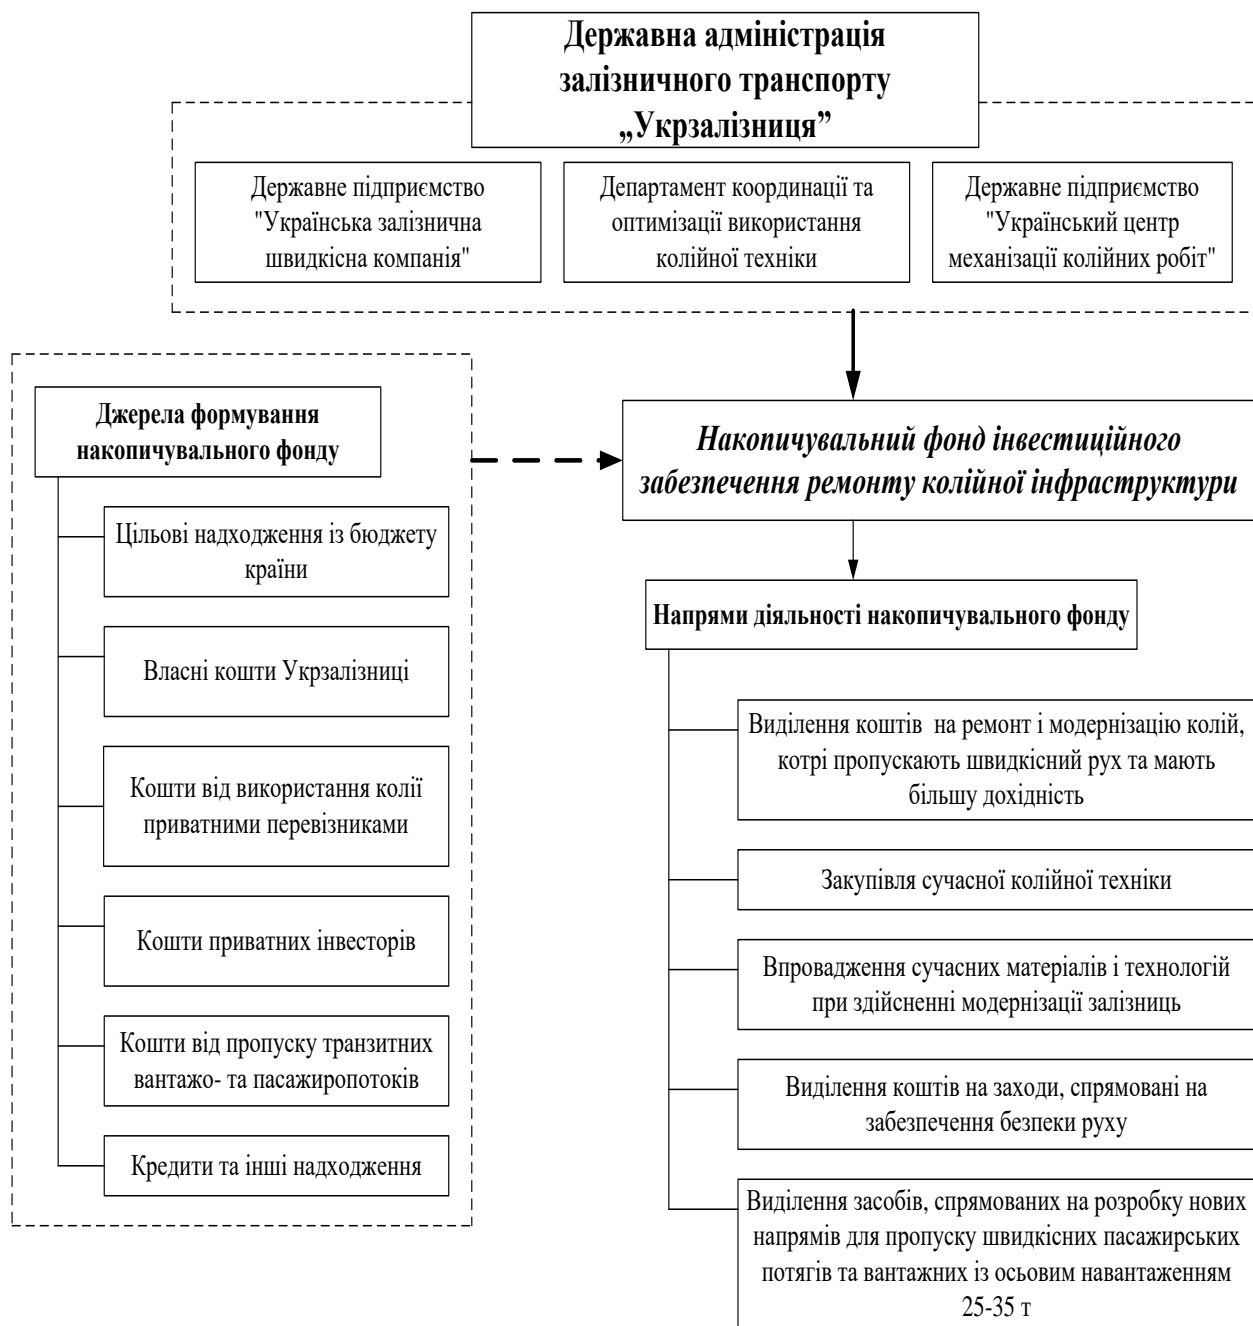 Державна адміністрація
залізничного транспорту
„Укрзалізниця”
Державне підприємство
"Українська залізнична
швидкісна компанія"
Департамент координації та
оптимізації використання
колійної техніки
Державне підприємство
"Український центр
механізації колійних робіт"
Джерела формування
накопичувального фонду
Цільові надходження із бюджету
країни
Власні кошти Укрзалізниці
Кошти від використання колії
приватними перевізниками
Кошти приватних інвесторів
Кошти від пропуску транзитних
вантажо- та пасажиропотоків
Кредити та інші надходження
Накопичувальний фонд інвестиційного
забезпечення ремонту колійної інфраструктури
Напрями діяльності накопичувального фонду
Виділення коштів на ремонт і модернізацію колій,
котрі пропускають швидкісний рух та мають
більшу дохідність
Закупівля сучасної колійної техніки
Впровадження сучасних матеріалів і технологій
при здійсненні модернізації залізниць
Виділення коштів на заходи, спрямовані на
забезпечення безпеки руху
Виділення засобів, спрямованих на розробку нових
напрямів для пропуску швидкісних пасажирських
потягів та вантажних із осьовим навантаженням
25-35 т